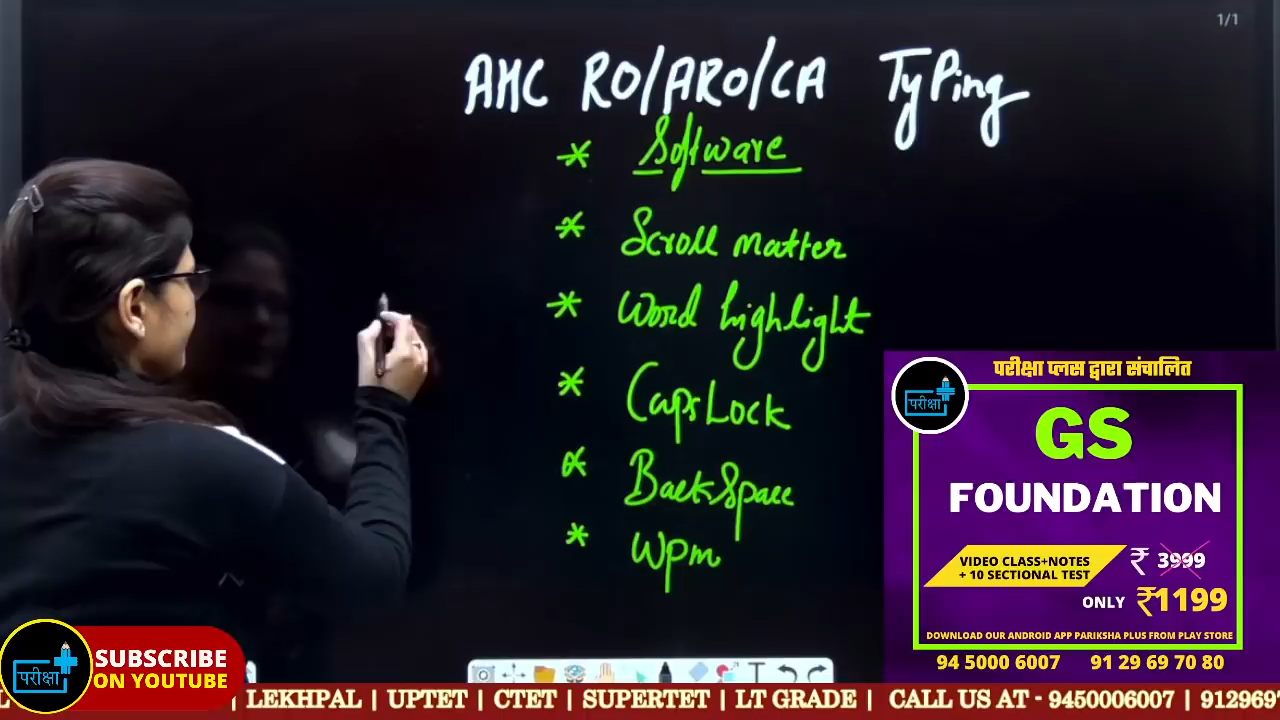 1/1
AHC RO/ARO/CA Typing
* Software
* Scroll matter
* Word highlight
* Caps Lock
* BackSpace
* Wpm
परीक्षा प्लस द्वारा संचालित
परीक्षा
GS
FOUNDATION
VIDEO CLASS+NOTES
+ 10 SECTIONAL TEST
₹ 3999
ONLY ₹1199
DOWNLOAD OUR ANDROID APP PARIKSHA PLUS FROM PLAY STORE
94 5000 6007 91 29 69 70 80
परीक्षा
SUBSCRIBE
ON YOUTUBE
| LEKHPAL | UPTET | CTET | SUPERTET | LT GRADE | CALL US AT - 9450006007 | 912969